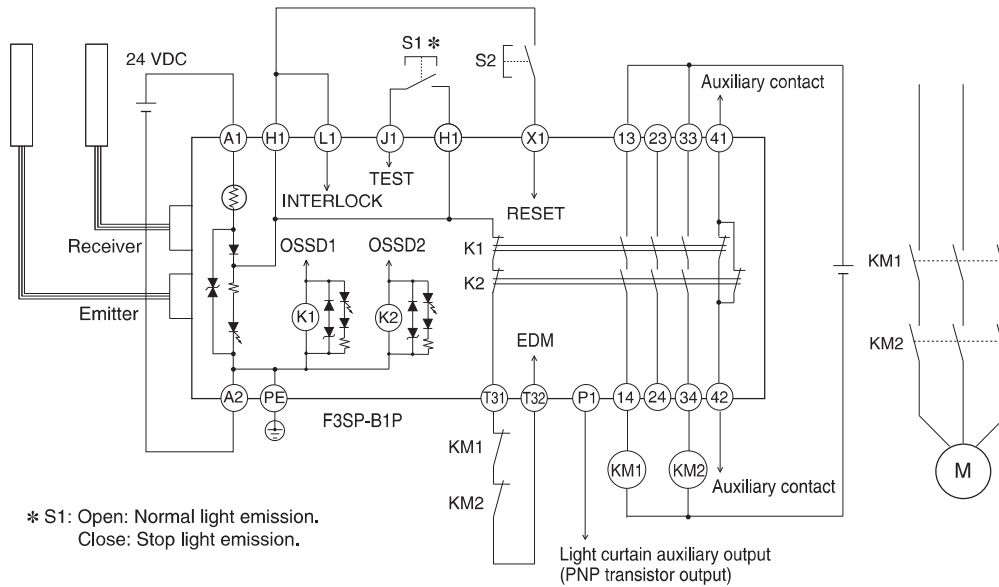 24 VDC
S1 *
S2
Auxiliary contact
A1
H1
L1
J1
H1
X1
13
23
33
41
TEST
INTERLOCK
RESET
Receiver
OSSD1
OSSD2
K1
KM1
K2
Emitter
K1
K2
EDM
KM2
A2
PE
T31
T32
P1
14
24
34
42
F3SP-B1P
KM1
KM1
KM2
M
KM2
Auxiliary contact
* S1: Open: Normal light emission.
Close: Stop light emission.
Light curtain auxiliary output
(PNP transistor output)